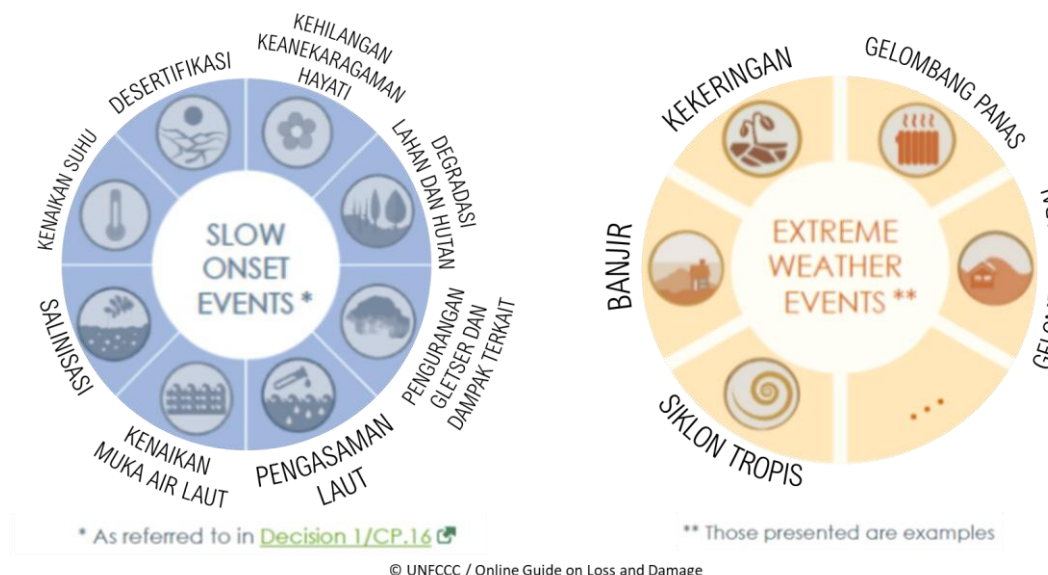 KEHILANGAN
KEANEKARAGAMAN
HAYATI
DESERTIFIKASI
DEGRADASI
LAHAN DAN HUTAN
KENAIKAN SUHU
SLOW
ONSET
EVENTS *
SALINISASI
PENGURANGAN
GLETSER DAN
DAMPAK TERKAIT
KENAIKAN
MUKA AIR LAUT
PENGASAMAN
LAUT
* As referred to in Decision 1/CP.16
KEKERINGAN
GELOMBANG PANAS
BANJIR
EXTREME
WEATHER
EVENTS **
SIKLON TROPIS
...
** Those presented are examples
© UNFCCC / Online Guide on Loss and Damage